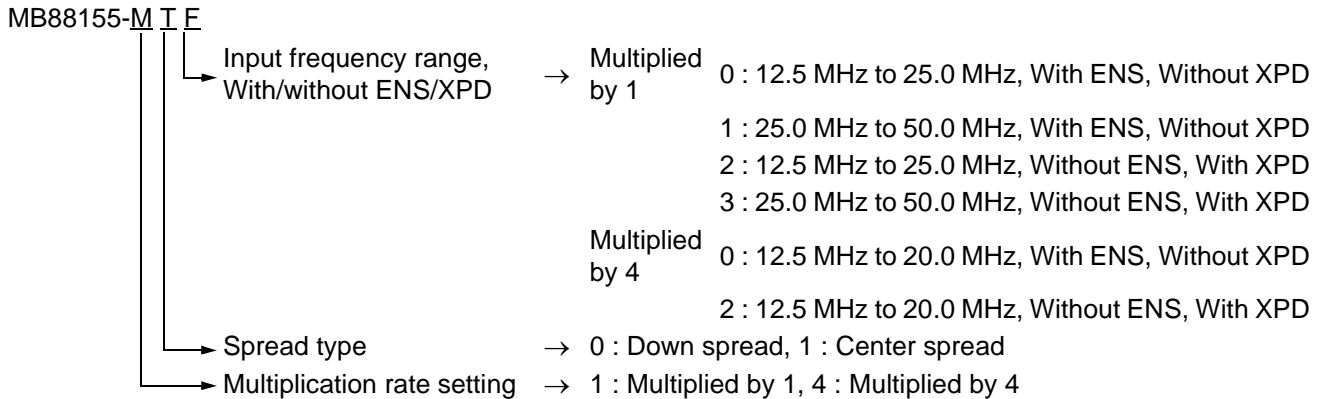 MB88155-M T F
Input frequency range,
With/without ENS/XPD
→ Multiplied
by 1
0 : 12.5 MHz to 25.0 MHz, With ENS, Without XPD
1 : 25.0 MHz to 50.0 MHz, With ENS, Without XPD
2 : 12.5 MHz to 25.0 MHz, Without ENS, With XPD
3 : 25.0 MHz to 50.0 MHz, Without ENS, With XPD
Multiplied
by 4
0 : 12.5 MHz to 20.0 MHz, With ENS, Without XPD
2 : 12.5 MHz to 20.0 MHz, Without ENS, With XPD
Spread type → 0 : Down spread, 1 : Center spread
Multiplication rate setting → 1 : Multiplied by 1, 4 : Multiplied by 4